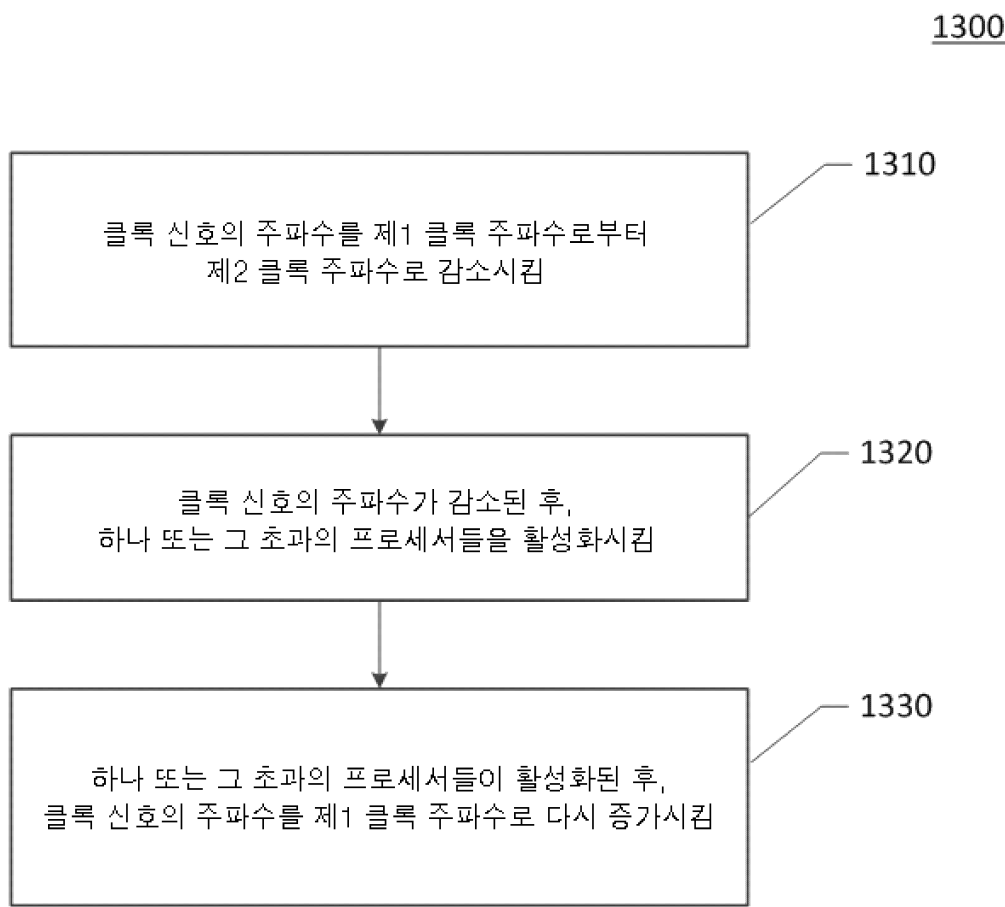 1300
1310
클록 신호의 주파수를 제1 클록 주파수로부터
제2 클록 주파수로 감소시킴
1320
클록 신호의 주파수가 감소된 후,
하나 또는 그 초과의 프로세서들을 활성화시킴
1330
하나 또는 그 초과의 프로세서들이 활성화된 후,
클록 신호의 주파수를 제1 클록 주파수로 다시 증가시킴